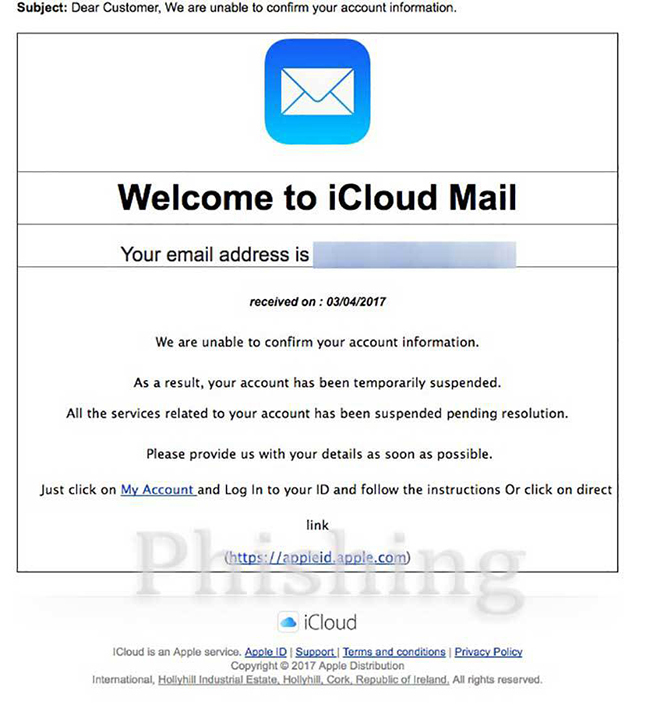 Subject: Dear Customer, We are unable to confirm your account information.
Welcome to iCloud Mail
Your email address is
received on : 03/04/2017
We are unable to confirm your account information.
As a result, your account has been temporarily suspended.
All the services related to your account has been suspended pending resolution.
Please provide us with your details as soon as possible.
Just click on My Account and Log In to your ID and follow the instructions Or click on direct
link
(https://appleid.apple.com)
Phishing
iCloud
iCloud is an Apple service. Apple ID | Support | Terms and conditions | Privacy Policy
Copyright © 2017 Apple Distribution
International, Hollyhill Industrial Estate, Hollyhill, Cork, Republic of Ireland, All rights reserved.